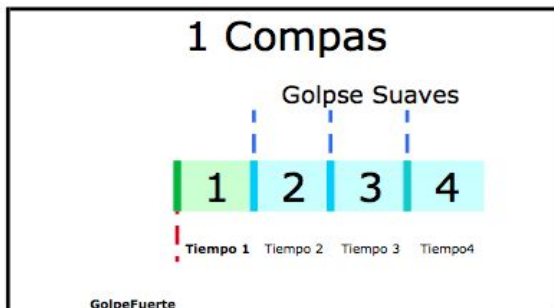 1 Compas
Golpse Suaves
1 2 3 4
Tiempo 1 Tiempo 2 Tiempo 3 Tiempo4
GolpeFuerte